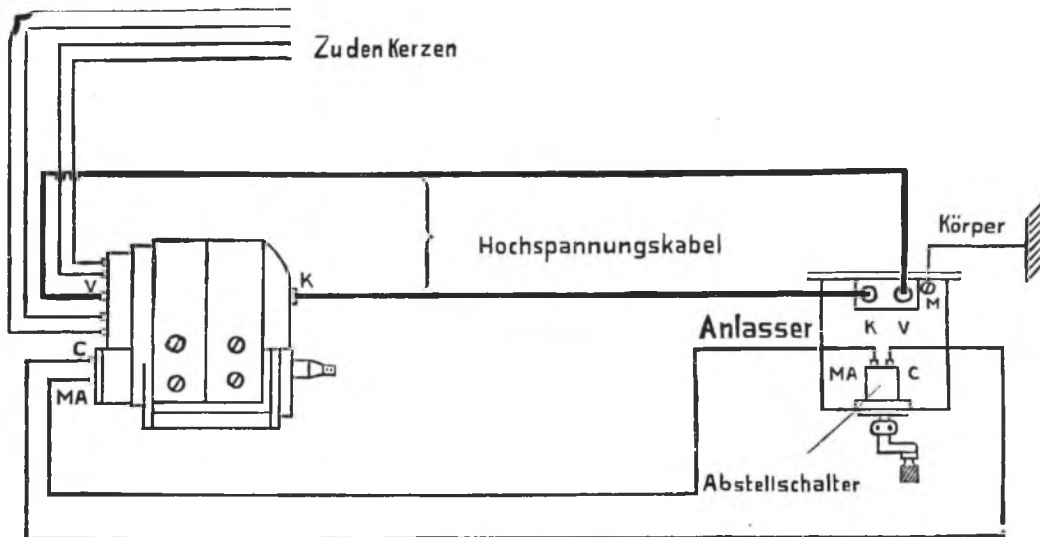 Zu den Kerzen
Körper
Hochspannungskabel
V
K
M
Anlasser
K V
C
MA
MA
C
Abstellschalter